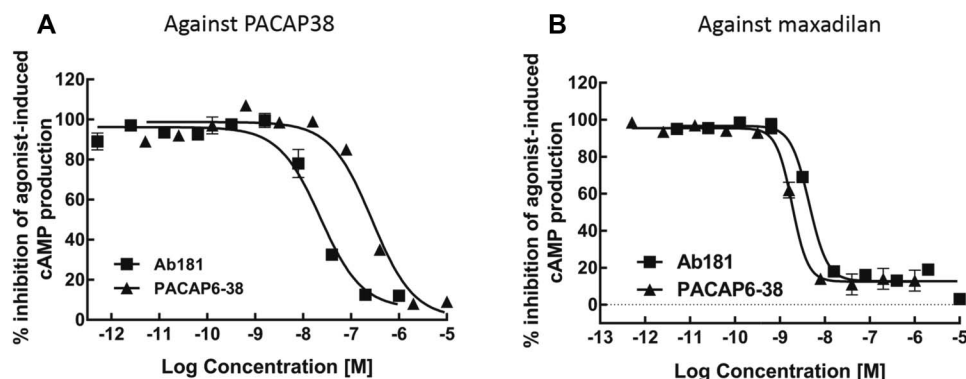 A
Against PACAP38
% inhibition of agonist-induced
cAMP production
120
100
80
60
40
20
0
Ab181
PACAP6-38
-12 -11 -10 -9 -8 -7 -6 -5
Log Concentration [M]
B
Against maxadilan
% inhibition of agonist-induced
cAMP production
120
100
80
60
40
20
0
Ab181
PACAP6-38
-13 -12 -11 -10 -9 -8 -7 -6 -5
Log Concentration [M]